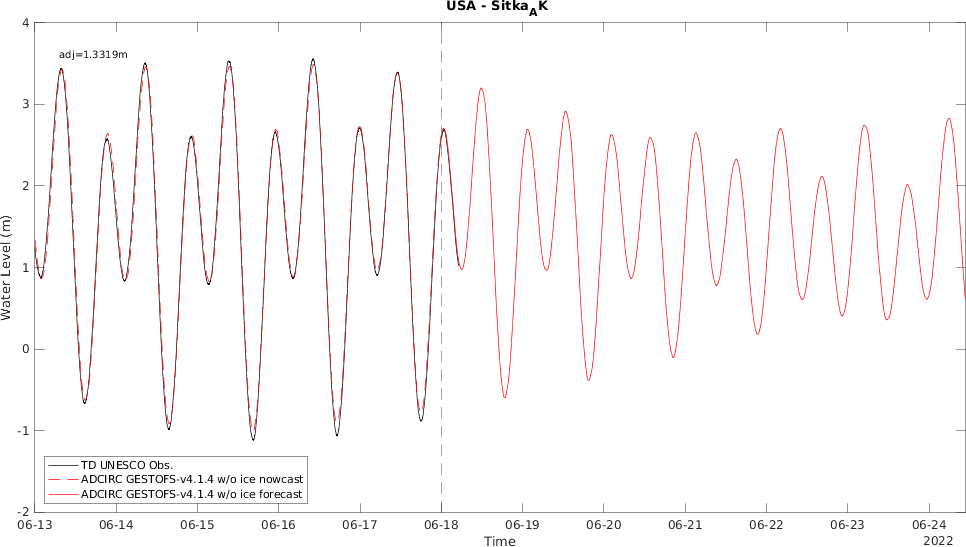 USA - Sitka_AK
adj=1.3319m
4
3
2
1
0
-1
-2
Water Level (m)
TD UNESCO Obs.
ADCIRC GESTOFS-v4.1.4 w/o ice nowcast
ADCIRC GESTOFS-v4.1.4 w/o ice forecast
06-13 06-14 06-15 06-16 06-17 06-18 06-19 06-20 06-21 06-22 06-23 06-24
Time
2022